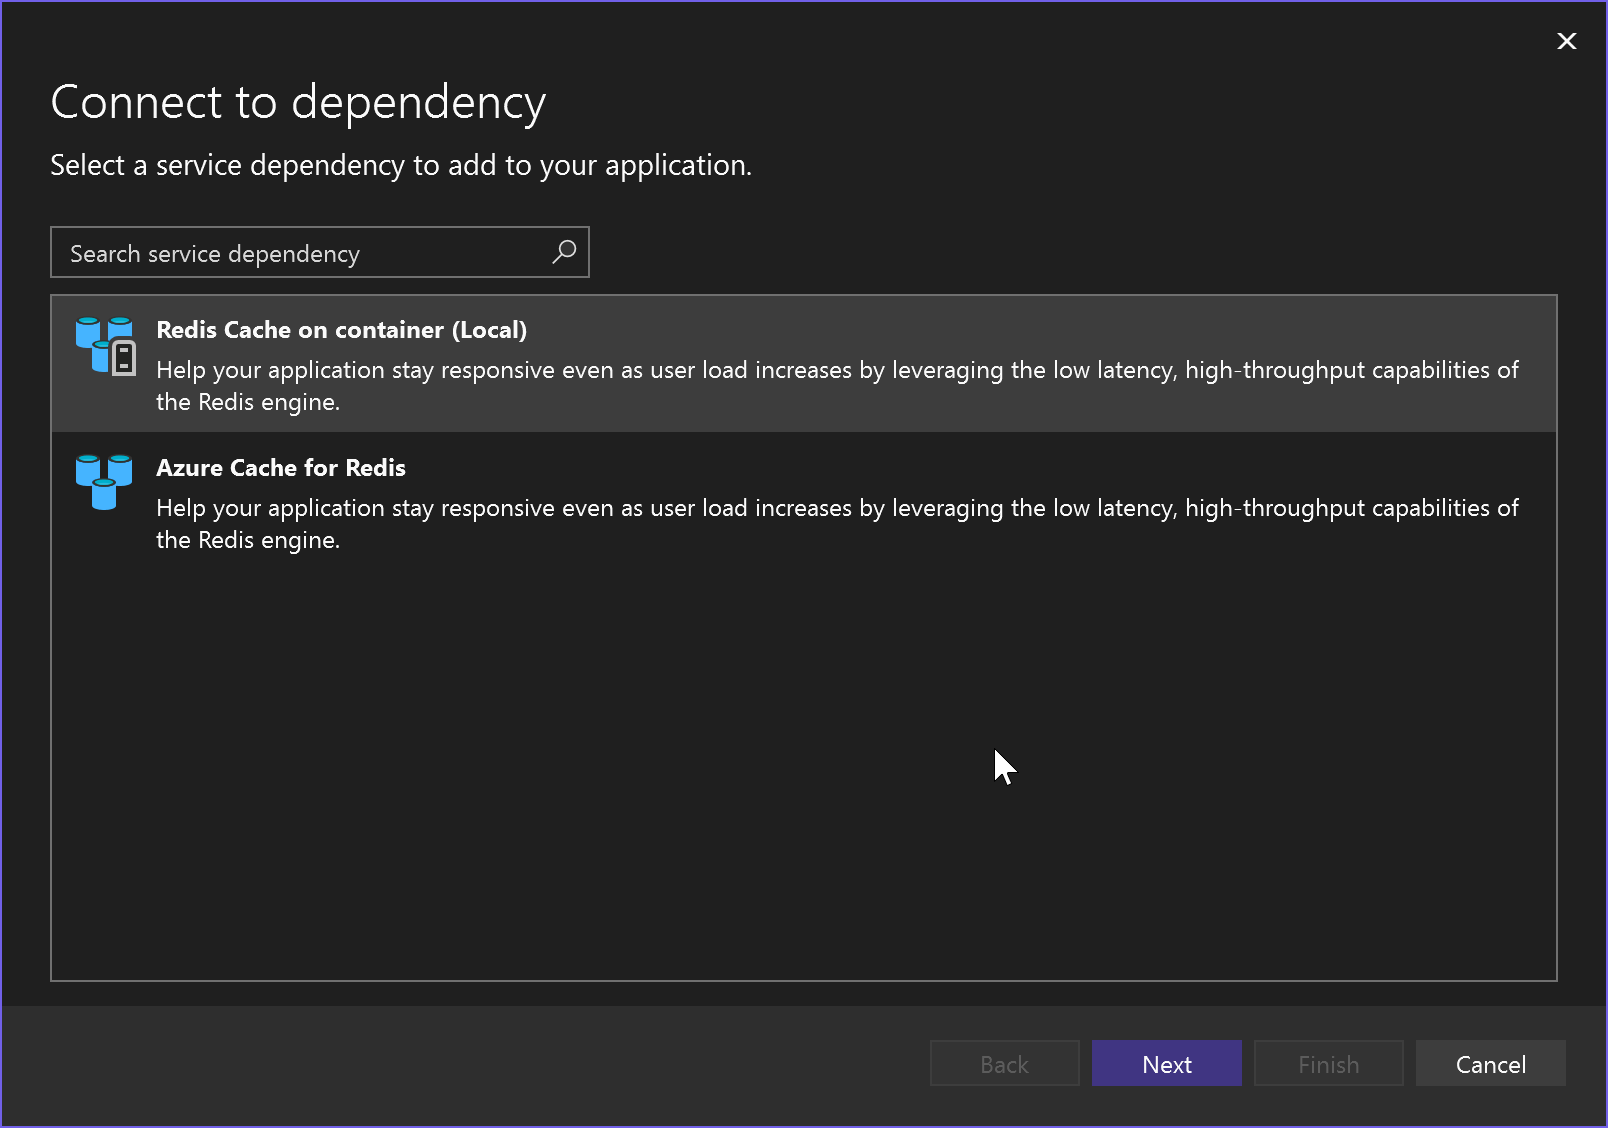 Connect to dependency
Select a service dependency to add to your application.
Search service dependency
Redis Cache on container (Local)
Help your application stay responsive even as user load increases by leveraging the low latency, high-throughput capabilities of
the Redis engine.
Azure Cache for Redis
Help your application stay responsive even as user load increases by leveraging the low latency, high-throughput capabilities of
the Redis engine.
Back
Next
Finish
Cancel